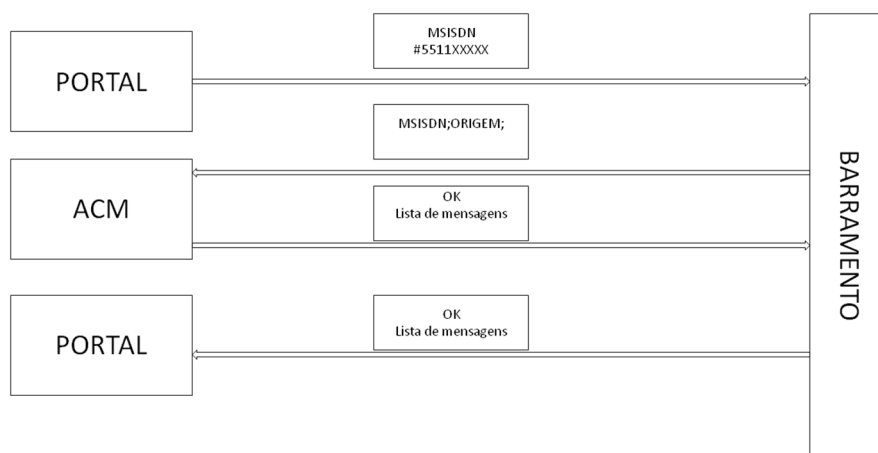 MSISDN
#5511XXXXX
PORTAL
MSISDN;ORIGEM;
ACM
OK
Lista de mensagens
PORTAL
OK
Lista de mensagens
BARRAMENTO